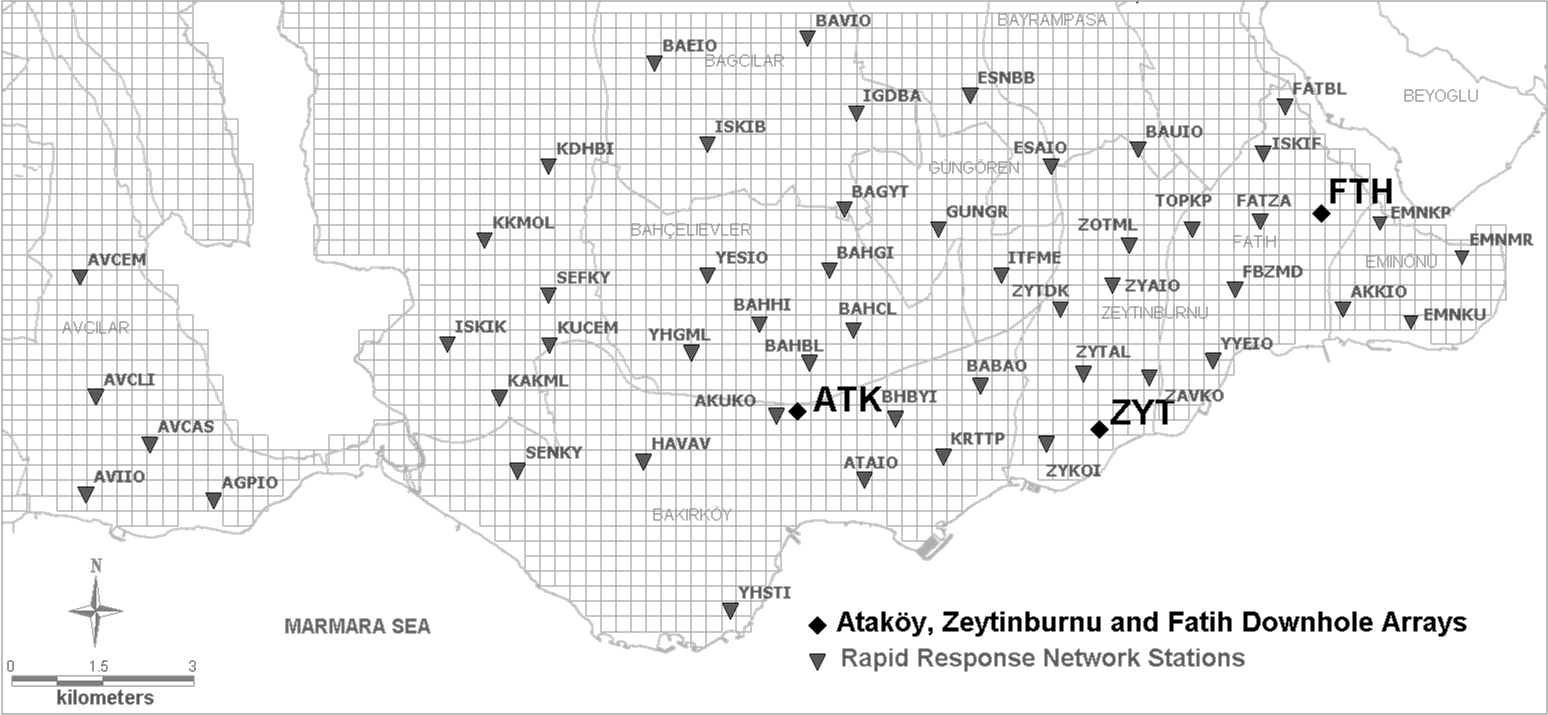 BAVIO
BAYRAMPASA
BAEIO
BAGCILAR
ESNBB
FATBL
BEYOGLU
IGDBA
ISKIB
BAUIO
ISKIF
KDHBI
ESAIO
GÜNGÖREN
BAGYT
TOPKP
FATZA
FTH
KKMOL
GUNGR
EMNKP
BAHÇELIEVLER
ZOTML
FATIH
EMNMR
AVCEM
YESIO
BAHGI
ITFME
EMINONU
SEFKY
ZYTDK
ZYAIO
FBZMD
AKKIO
BAHHI
BAHCL
ZEYTINBURNU
EMNKU
AVCILAR
ISKIK
KUCEM
YHGML
BAHBL
YYEIO
ZYTAL
AVCLI
KAKML
BABAO
AKUKO
ATK
BHBYI
ZAVKO
ZYT
AVCAS
SENKY
HAVAV
KRTTP
ATAIO
ZYKOI
AVIIO
AGPIO
BAKIRKÖY
N
YHSTI
MARMARA SEA
Ataköy, Zeytinburnu and Fatih Downhole Arrays
Rapid Response Network Stations
0 1.5 3
kilometers